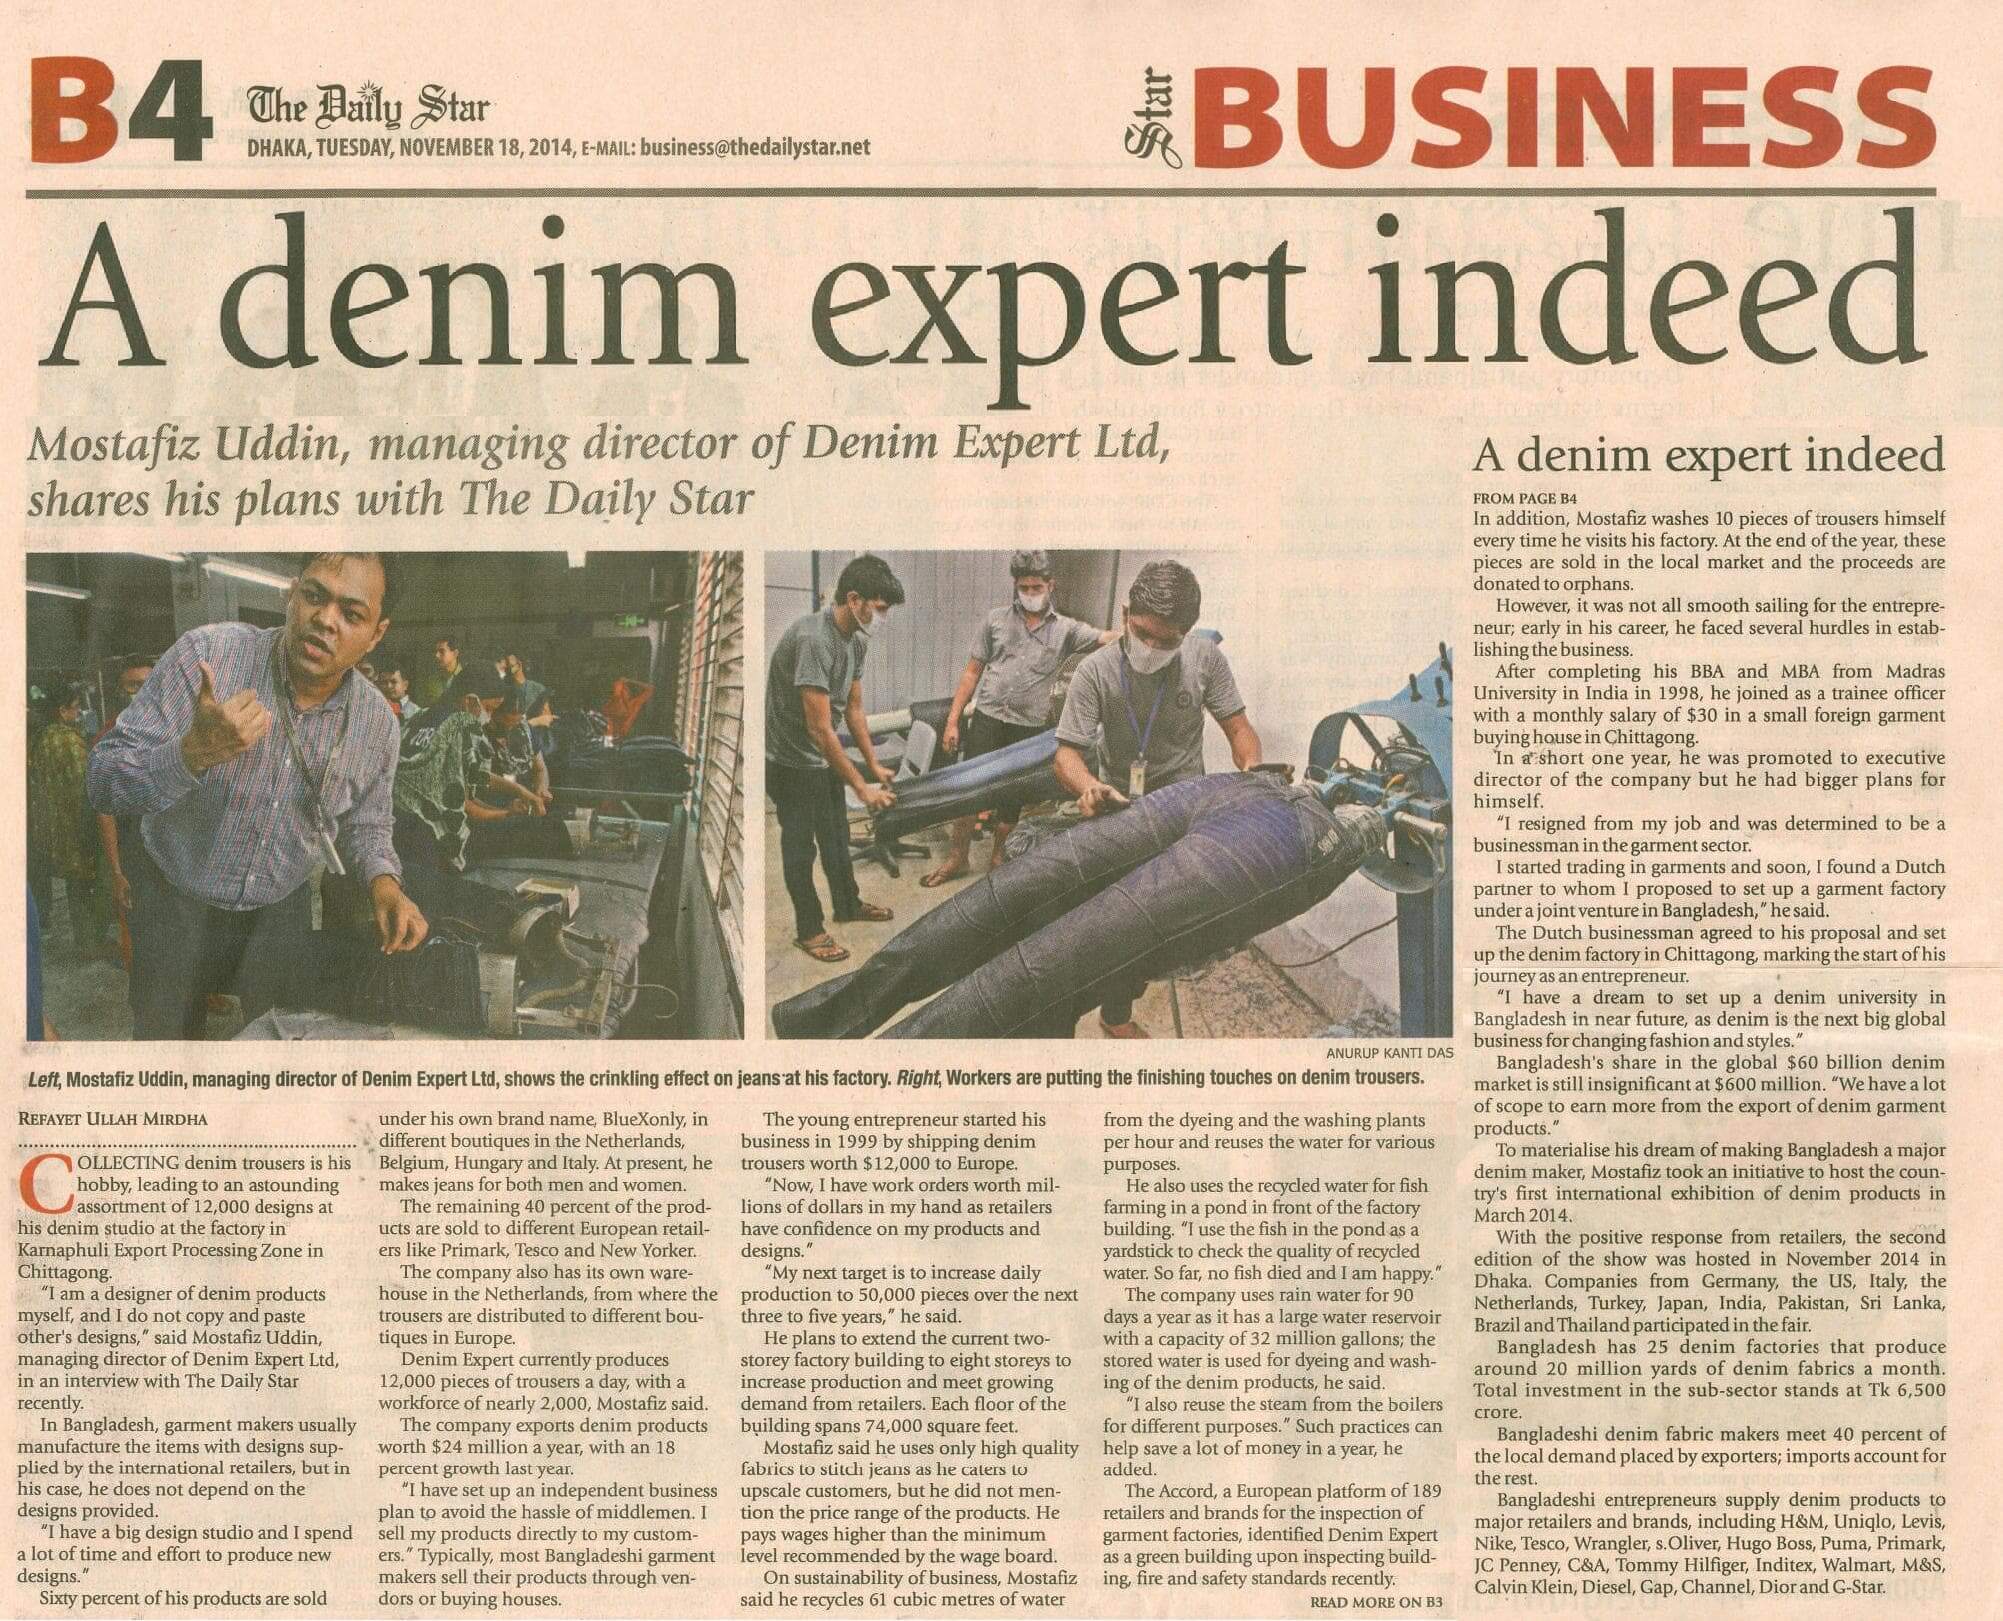 B4
The Daily Star
DHAKA, TUESDAY, NOVEMBER 18, 2014, E-MAIL: business@thedailystar.net
Star BUSINESS
A denim expert indeed
Mostafiz Uddin, managing director of Denim Expert Ltd,
shares his plans with The Daily Star
ANURUP KANTI DAS
Left, Mostafiz Uddin, managing director of Denim Expert Ltd, shows the crinkling effect on jeans at his factory. Right, Workers are putting the finishing touches on denim trousers.
REFAYET ULLAH MIRDHA
COLLECTING denim trousers is his
hobby, leading to an astounding
assortment of 12,000 designs at
his denim studio at the factory in
Karnaphuli Export Processing Zone in
Chittagong.
"I am a designer of denim products
myself, and I do not copy and paste
other's designs," said Mostafiz Uddin,
managing director of Denim Expert Ltd,
in an interview with The Daily Star
recently.
In Bangladesh, garment makers usually
manufacture the items with designs sup-
plied by the international retailers, but in
his case, he does not depend on the
designs provided.
"I have a big design studio and I spend
a lot of time and effort to produce new
designs."
Sixty percent of his products are sold
under his own brand name, BlueXonly, in
different boutiques in the Netherlands,
Belgium, Hungary and Italy. At present, he
makes jeans for both men and women.
The remaining 40 percent of the prod-
ucts are sold to different European retail-
ers like Primark, Tesco and New Yorker.
The company also has its own ware-
house in the Netherlands, from where the
trousers are distributed to different bou-
tiques in Europe.
Denim Expert currently produces
12,000 pieces of trousers a day, with a
workforce of nearly 2,000, Mostafiz said.
The company exports denim products
worth $24 million a year, with an 18
percent growth last year.
"I have set up an independent business
plan to avoid the hassle of middlemen. I
sell my products directly to my custom-
ers." Typically, most Bangladeshi garment
makers sell their products through ven-
dors or buying houses.
The young entrepreneur started his
business in 1999 by shipping denim
trousers worth $12,000 to Europe.
"Now, I have work orders worth mil-
lions of dollars in my hand as retailers
have confidence on my products and
designs."
"My next target is to increase daily
production to 50,000 pieces over the next
three to five years," he said.
He plans to extend the current two-
storey factory building to eight storeys to
increase production and meet growing
demand from retailers. Each floor of the
building spans 74,000 square feet.
Mostafiz said he uses only high quality
fabrics to stitch jeans as he caters to
upscale customers, but he did not men-
tion the price range of the products. He
pays wages higher than the minimum
level recommended by the wage board.
On sustainability of business, Mostafiz
said he recycles 61 cubic metres of water
from the dyeing and the washing plants
per hour and reuses the water for various
purposes.
He also uses the recycled water for fish
farming in a pond in front of the factory
building. "I use the fish in the pond as a
yardstick to check the quality of recycled
water. So far, no fish died and I am happy."
The company uses rain water for 90
days a year as it has a large water reservoir
with a capacity of 32 million gallons; the
stored water is used for dyeing and wash-
ing of the denim products, he said.
"I also reuse the steam from the boilers
for different purposes." Such practices can
help save a lot of money in a year, he
added.
The Accord, a European platform of 189
retailers and brands for the inspection of
garment factories, identified Denim Expert
as a green building upon inspecting build-
ing, fire and safety standards recently.
READ MORE ON B3
A denim expert indeed
FROM PAGE B4
In addition, Mostafiz washes 10 pieces of trousers himself
every time he visits his factory. At the end of the year, these
pieces are sold in the local market and the proceeds are
donated to orphans.
However, it was not all smooth sailing for the entrepre-
neur; early in his career, he faced several hurdles in estab-
lishing the business.
After completing his BBA and MBA from Madras
University in India in 1998, he joined as a trainee officer
with a monthly salary of $30 in a small foreign garment
buying house in Chittagong.
In a short one year, he was promoted to executive
director of the company but he had bigger plans for
himself.
"I resigned from my job and was determined to be a
businessman in the garment sector.
I started trading in garments and soon, I found a Dutch
partner to whom I proposed to set up a garment factory
under a joint venture in Bangladesh," he said.
The Dutch businessman agreed to his proposal and set
up the denim factory in Chittagong, marking the start of his
journey as an entrepreneur.
"I have a dream to set up a denim university in
Bangladesh in near future, as denim is the next big global
business for changing fashion and styles."
Bangladesh's share in the global $60 billion denim
market is still insignificant at $600 million. "We have a lot
of scope to earn more from the export of denim garment
products."
To materialise his dream of making Bangladesh a major
denim maker, Mostafiz took an initiative to host the coun-
try's first international exhibition of denim products in
March 2014.
With the positive response from retailers, the second
edition of the show was hosted in November 2014 in
Dhaka. Companies from Germany, the US, Italy, the
Netherlands, Turkey, Japan, India, Pakistan, Sri Lanka,
Brazil and Thailand participated in the fair.
Bangladesh has 25 denim factories that produce
around 20 million yards of denim fabrics a month.
Total investment in the sub-sector stands at Tk 6,500
crore.
Bangladeshi denim fabric makers meet 40 percent of
the local demand placed by exporters; imports account for
the rest.
Bangladeshi entrepreneurs supply denim products to
major retailers and brands, including H&M, Uniqlo, Levis,
Nike, Tesco, Wrangler, s.Oliver, Hugo Boss, Puma, Primark,
JC Penney, C&A, Tommy Hilfiger, Inditex, Walmart, M&S,
Calvin Klein, Diesel, Gap, Channel, Dior and G-Star.